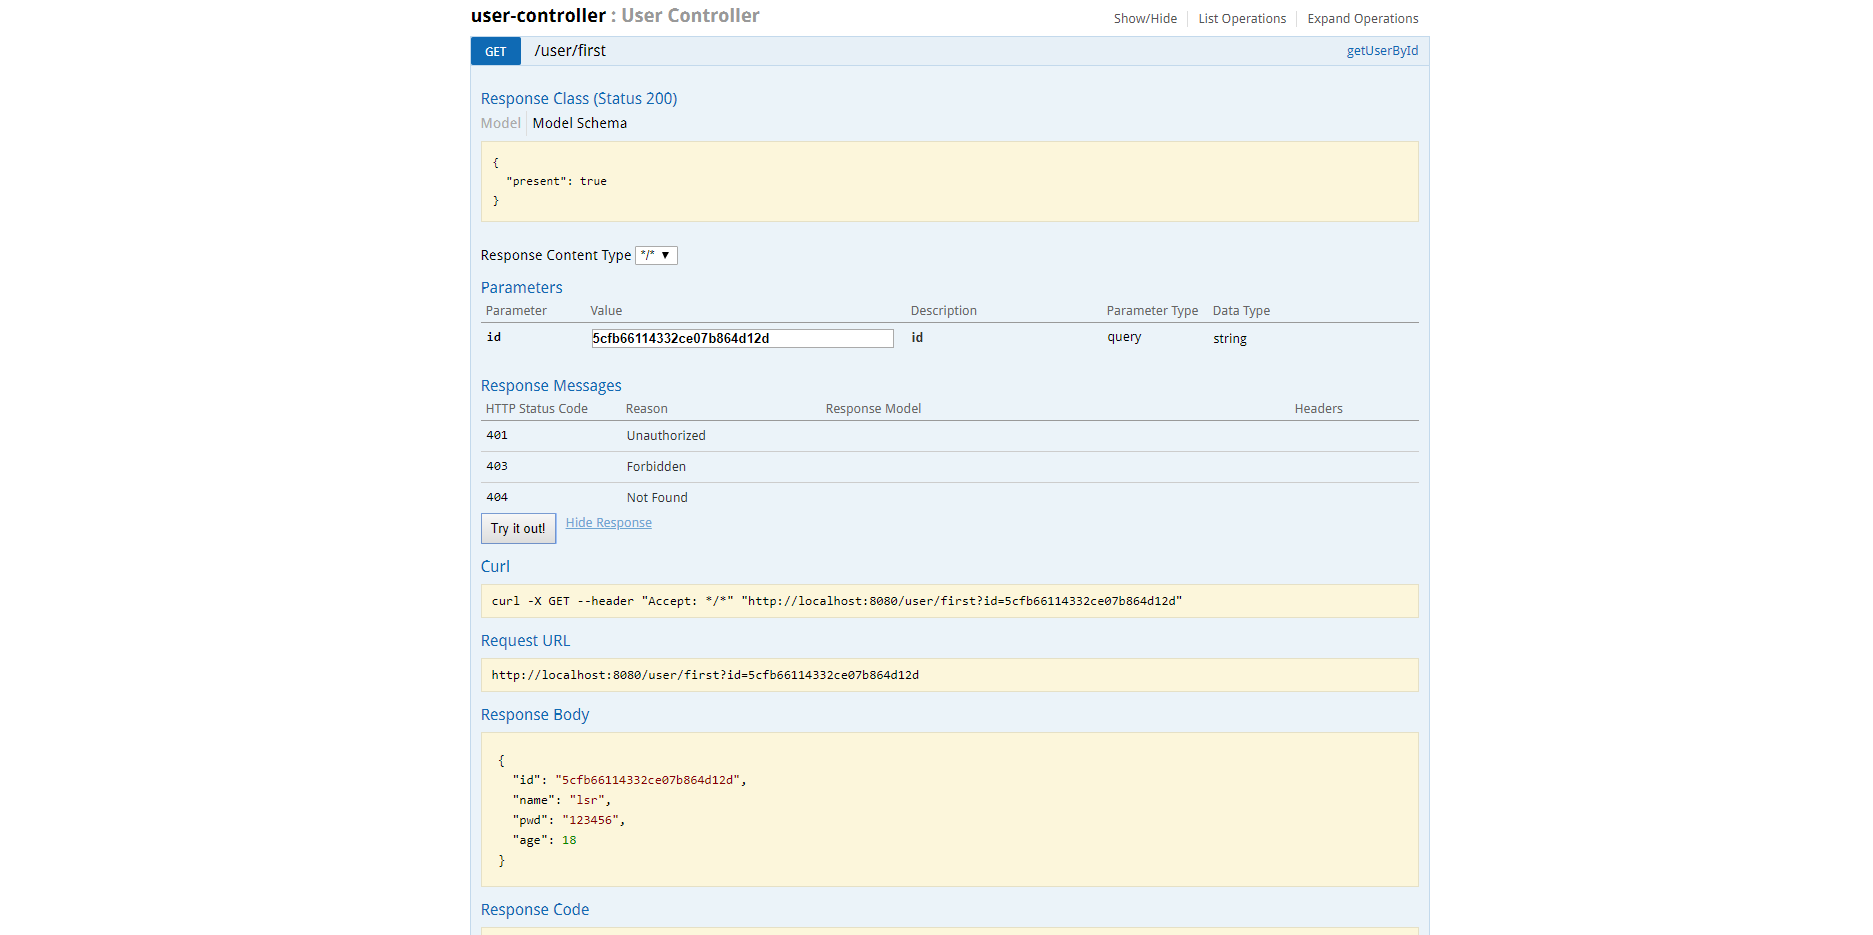 user-controller : User Controller
Show/Hide
List Operations
Expand Operations
GET
/user/first
getUserById
Response Class (Status 200)
Model
Model Schema
{
"present": true
}
Response Content Type */* ▼
Parameters
Parameter Value Description Parameter Type Data Type
id 5cfb66114332ce07b864d12d id query string
Response Messages
HTTP Status Code Reason Response Model Headers
401 Unauthorized
403 Forbidden
404 Not Found
Try it out!
Hide Response
Curl
curl -X GET --header "Accept: */*" "http://localhost:8080/user/first?id=5cfb66114332ce07b864d12d"
Request URL
http://localhost:8080/user/first?id=5cfb66114332ce07b864d12d
Response Body
{
"id": "5cfb66114332ce07b864d12d",
"name": "lsr",
"pwd": "123456",
"age": 18
}
Response Code